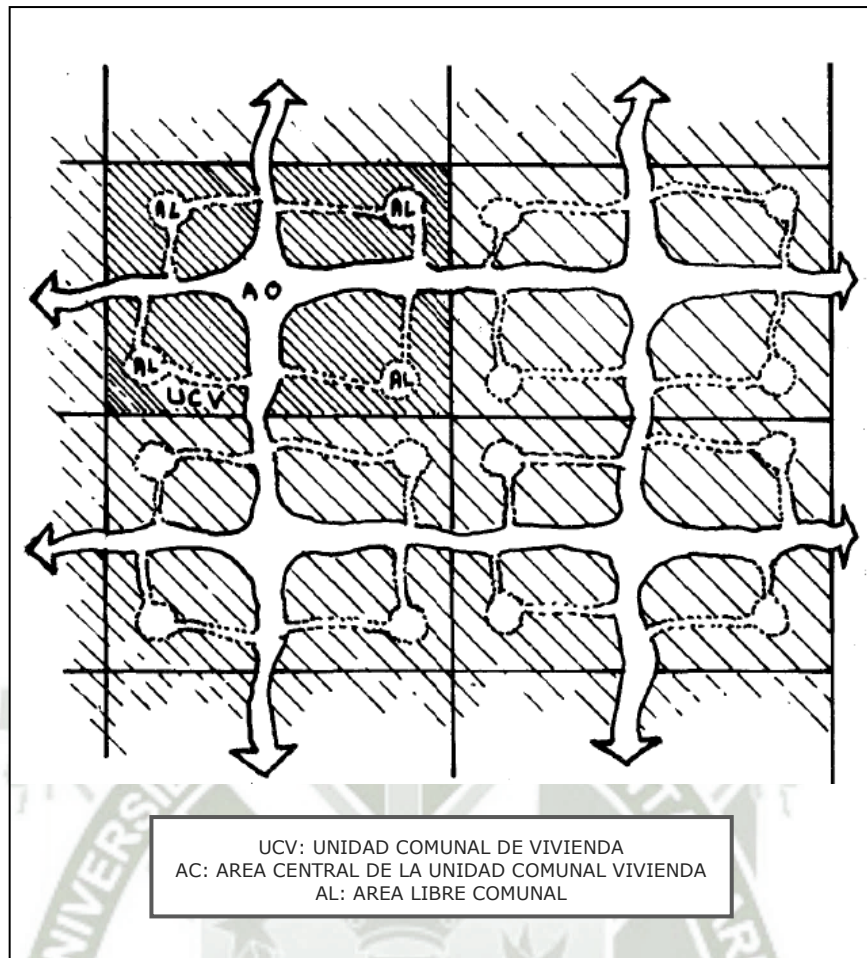 AL
AL
AO
AL
AL
UCV
UNIVERSI
UCV: UNIDAD COMUNAL DE VIVIENDA
AC: AREA CENTRAL DE LA UNIDAD COMUNAL VIVIENDA
AL: AREA LIBRE COMUNAL